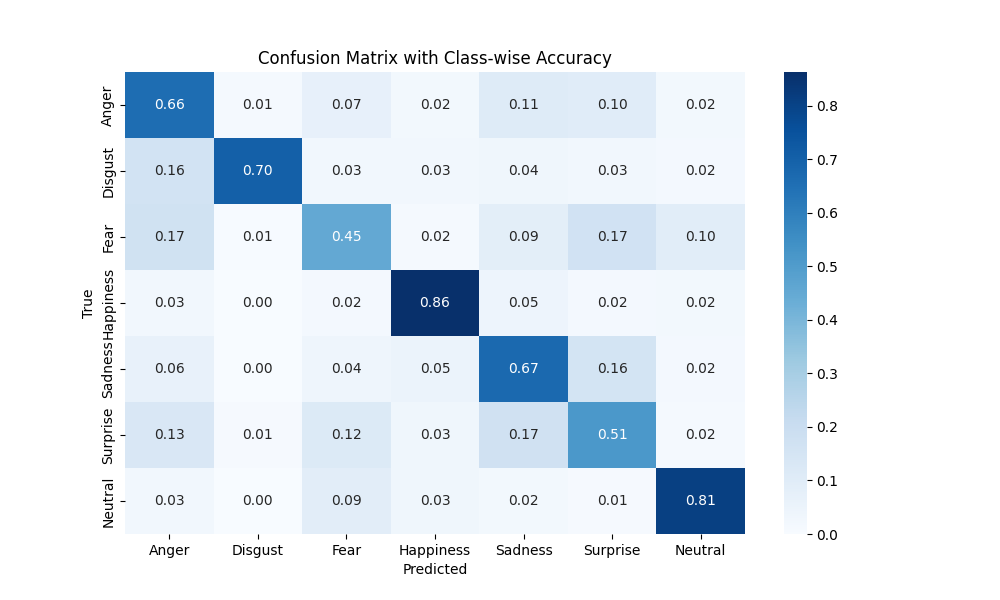 Confusion Matrix with Class-wise Accuracy
True
Anger 0.66 0.01 0.07 0.02 0.11 0.10 0.02
Disgust 0.16 0.70 0.03 0.03 0.04 0.03 0.02
Fear 0.17 0.01 0.45 0.02 0.09 0.17 0.10
Happiness 0.03 0.00 0.02 0.86 0.05 0.02 0.02
Sadness 0.06 0.00 0.04 0.05 0.67 0.16 0.02
Surprise 0.13 0.01 0.12 0.03 0.17 0.51 0.02
Neutral 0.03 0.00 0.09 0.03 0.02 0.01 0.81
Anger Disgust Fear Happiness Sadness Surprise Neutral
Predicted
0.8
0.7
0.6
0.5
0.4
0.3
0.2
0.1
0.0